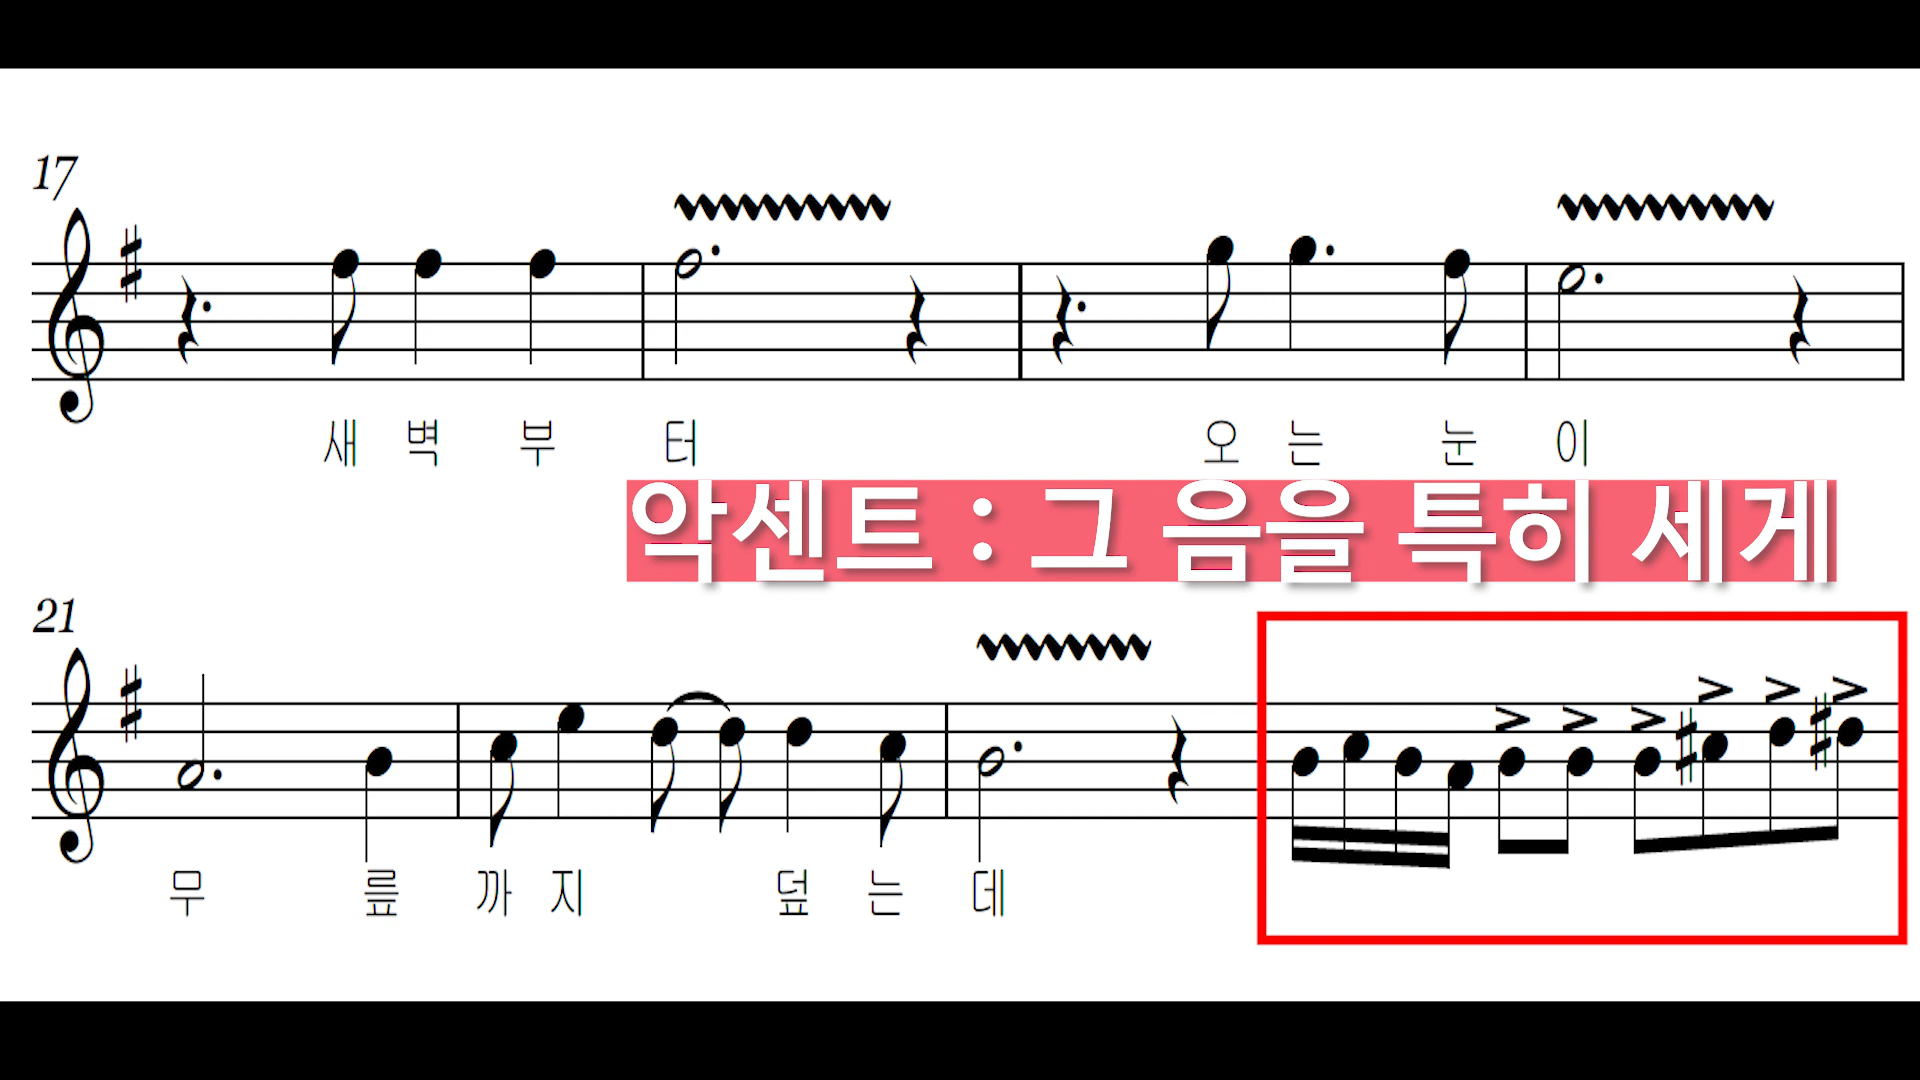 17
새 벽 부 터 오 는 눈 이
악센트 : 그 음을 특히 세게
21
무 릎 까 지 덮 는 데